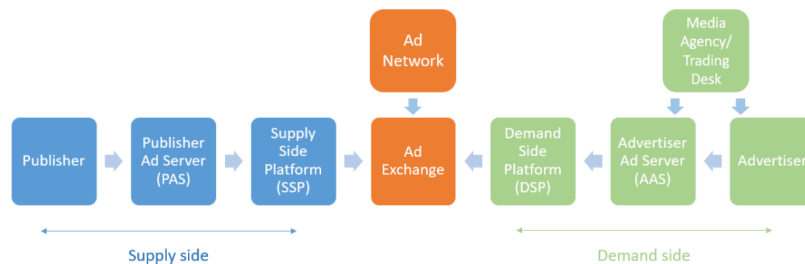 Ad
Network
Media
Agency/
Trading
Desk
Publisher
Publisher
Ad Server
(PAS)
Supply
Side
Platform
(SSP)
Ad
Exchange
Demand
Side
Platform
(DSP)
Advertiser
Ad Server
(AAS)
Advertiser
Supply side
Demand side